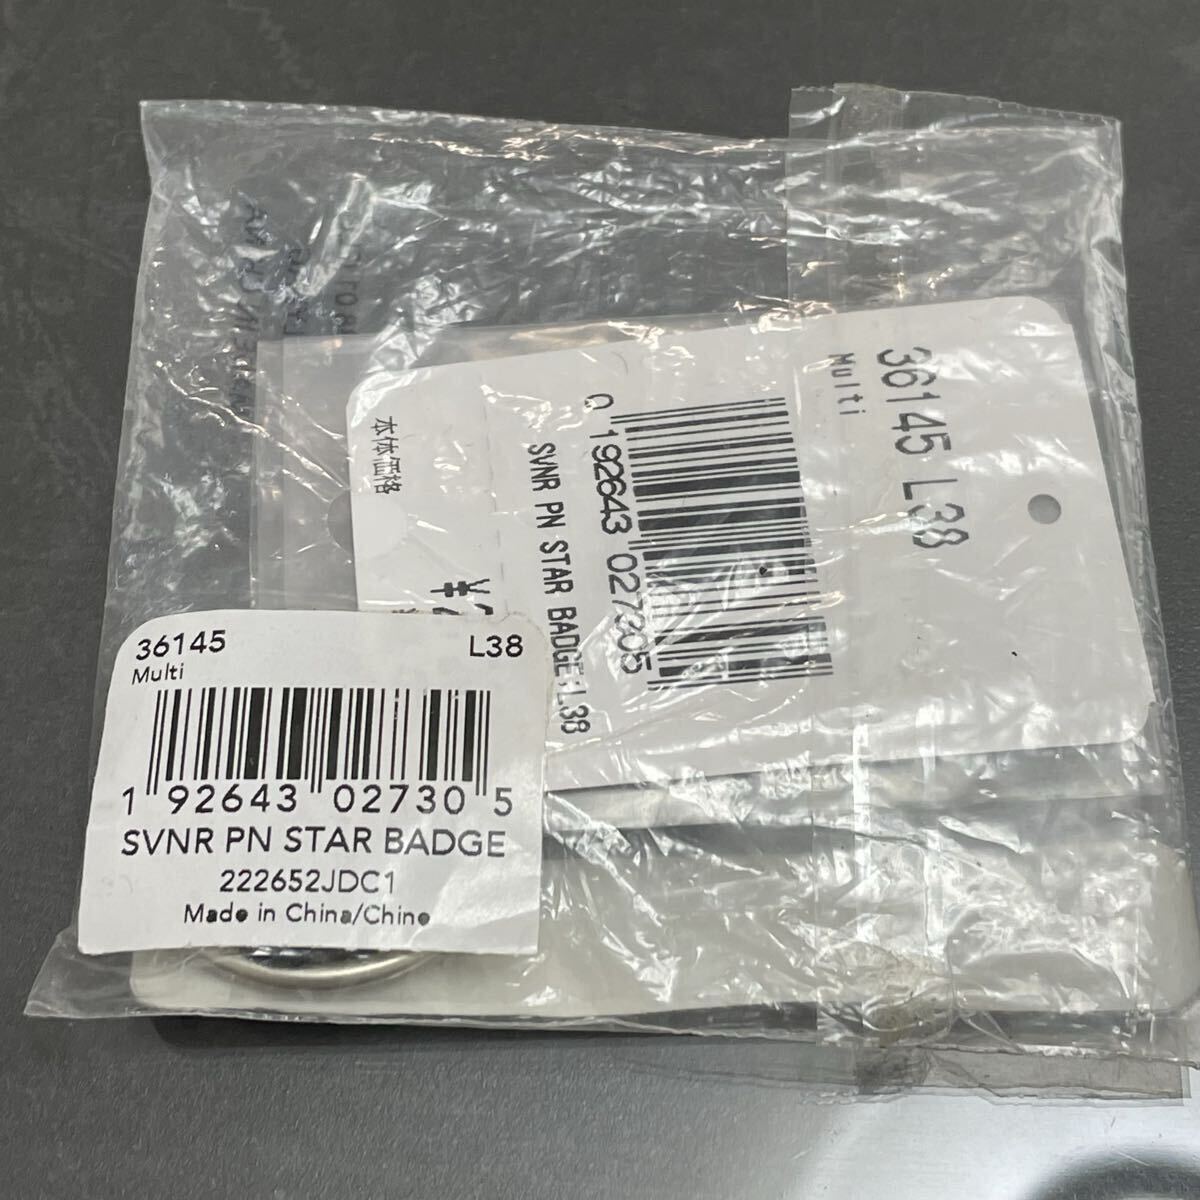 36145 L38
Multi
0 192643 027305
SVNR PN STAR BADGE;L38
本体価格
36145 L38
Multi
1 92643 02730 5
SVNR PN STAR BADGE
222652JDC1
Made in China/Chine